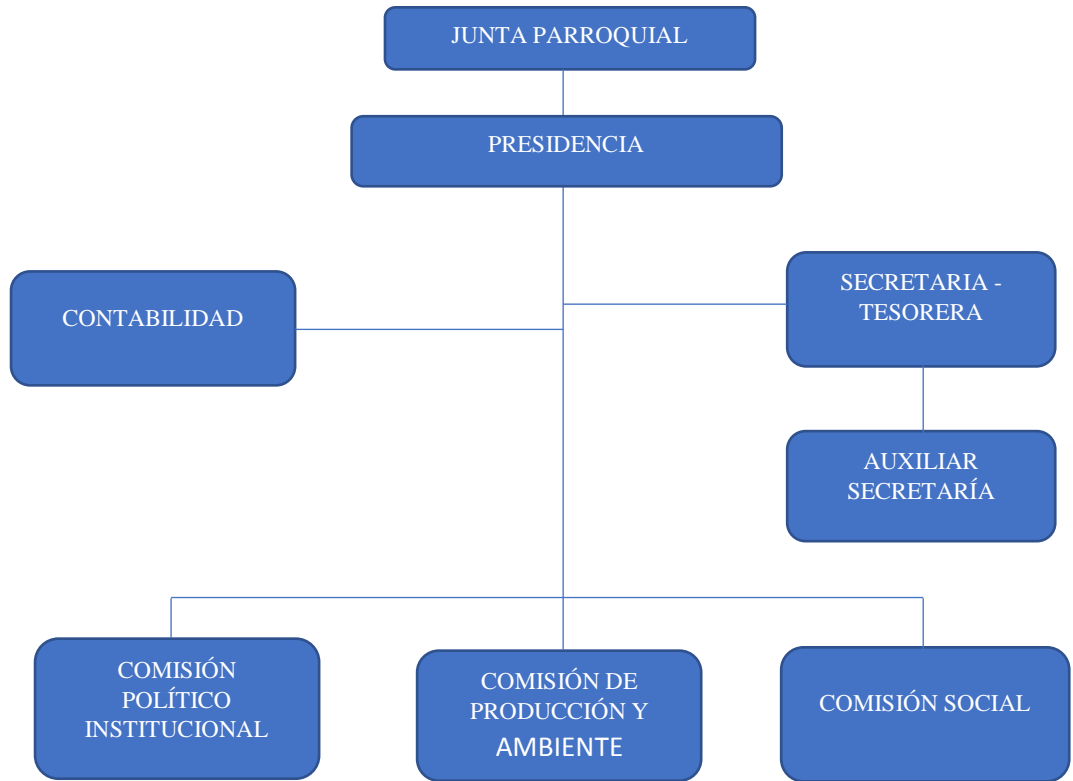 JUNTA PARROQUIAL
PRESIDENCIA
CONTABILIDAD
SECRETARIA -
TESORERA
AUXILIAR
SECRETARÍA
COMISIÓN
POLÍTICO
INSTITUCIONAL
COMISIÓN DE
PRODUCCIÓN Y
AMBIENTE
COMISIÓN SOCIAL